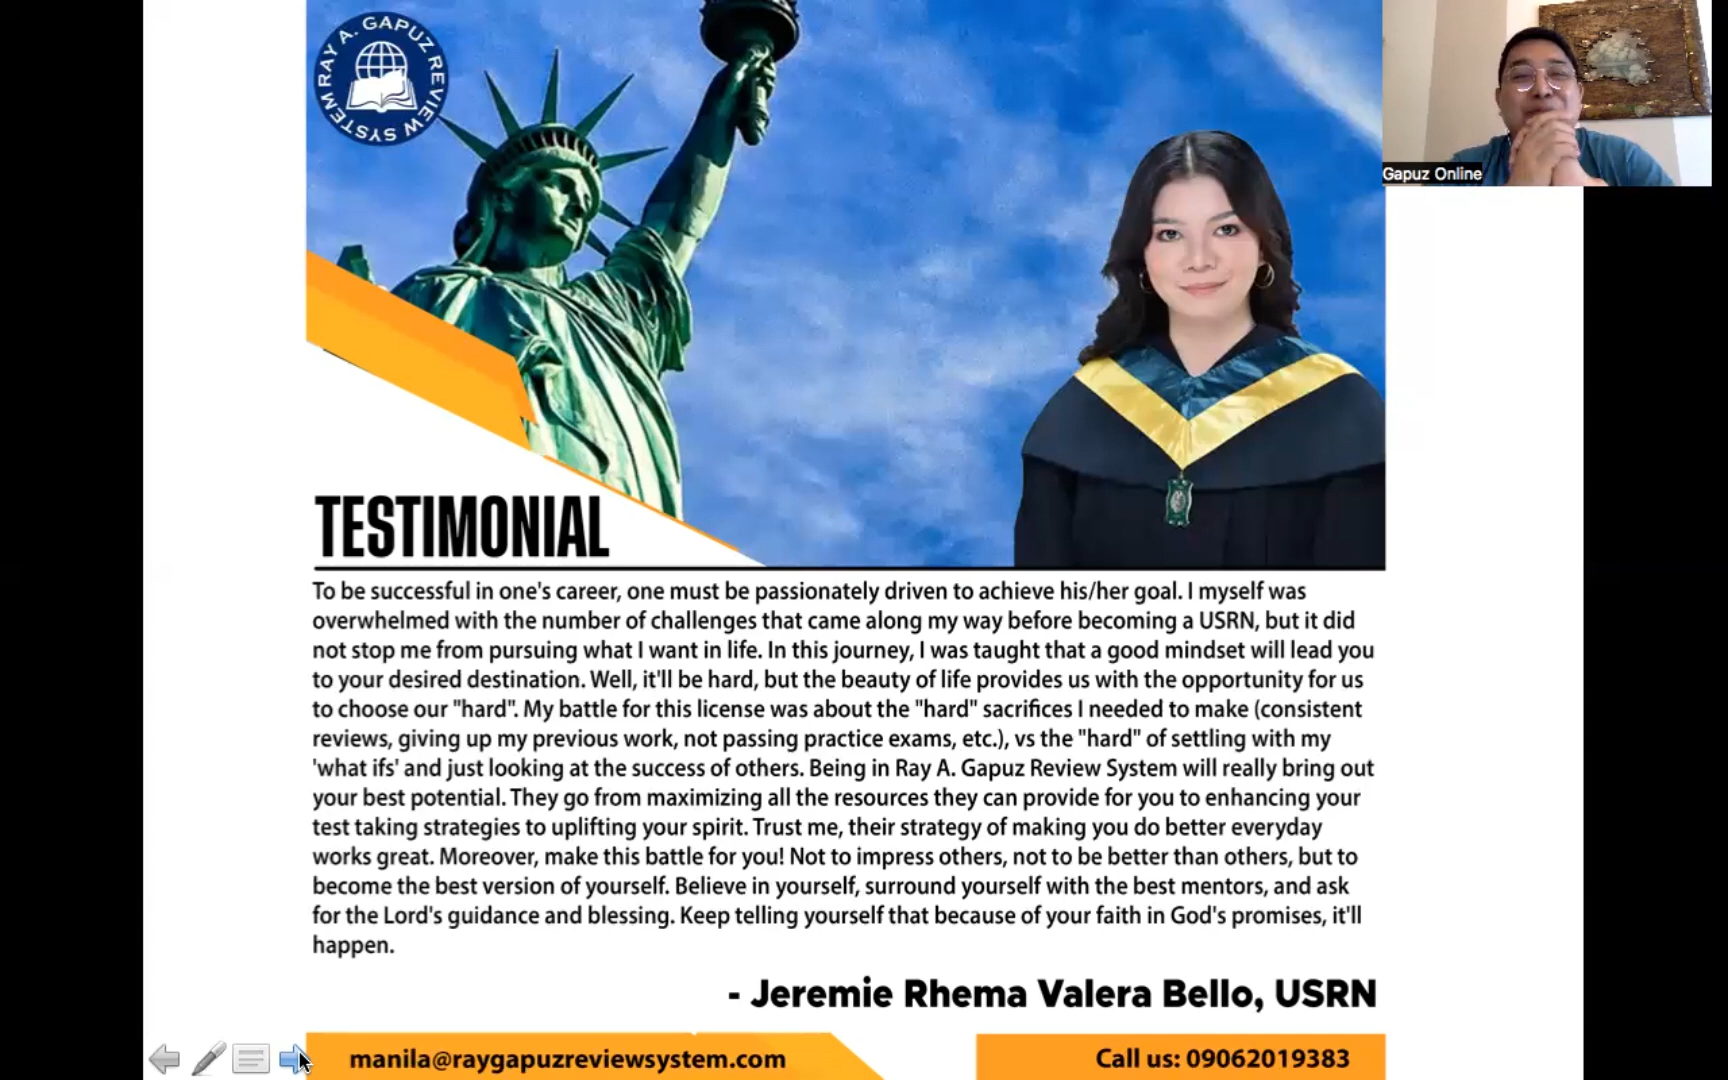 RAY A. GAPUZ REVIEW SYSTEM
Gapuz Online
TESTIMONIAL
To be successful in one's career, one must be passionately driven to achieve his/her goal. I myself was
overwhelmed with the number of challenges that came along my way before becoming a USRN, but it did
not stop me from pursuing what I want in life. In this journey, I was taught that a good mindset will lead you
to your desired destination. Well, it'll be hard, but the beauty of life provides us with the opportunity for us
to choose our "hard". My battle for this license was about the "hard" sacrifices I needed to make (consistent
reviews, giving up my previous work, not passing practice exams, etc.), vs the "hard" of settling with my
'what ifs' and just looking at the success of others. Being in Ray A. Gapuz Review System will really bring out
your best potential. They go from maximizing all the resources they can provide for you to enhancing your
test taking strategies to uplifting your spirit. Trust me, their strategy of making you do better everyday
works great. Moreover, make this battle for you! Not to impress others, not to be better than others, but to
become the best version of yourself. Believe in yourself, surround yourself with the best mentors, and ask
for the Lord's guidance and blessing. Keep telling yourself that because of your faith in God's promises, it'll
happen.
- Jeremie Rhema Valera Bello, USRN
manila@raygapuzreviewsystem.com
Call us: 09062019383